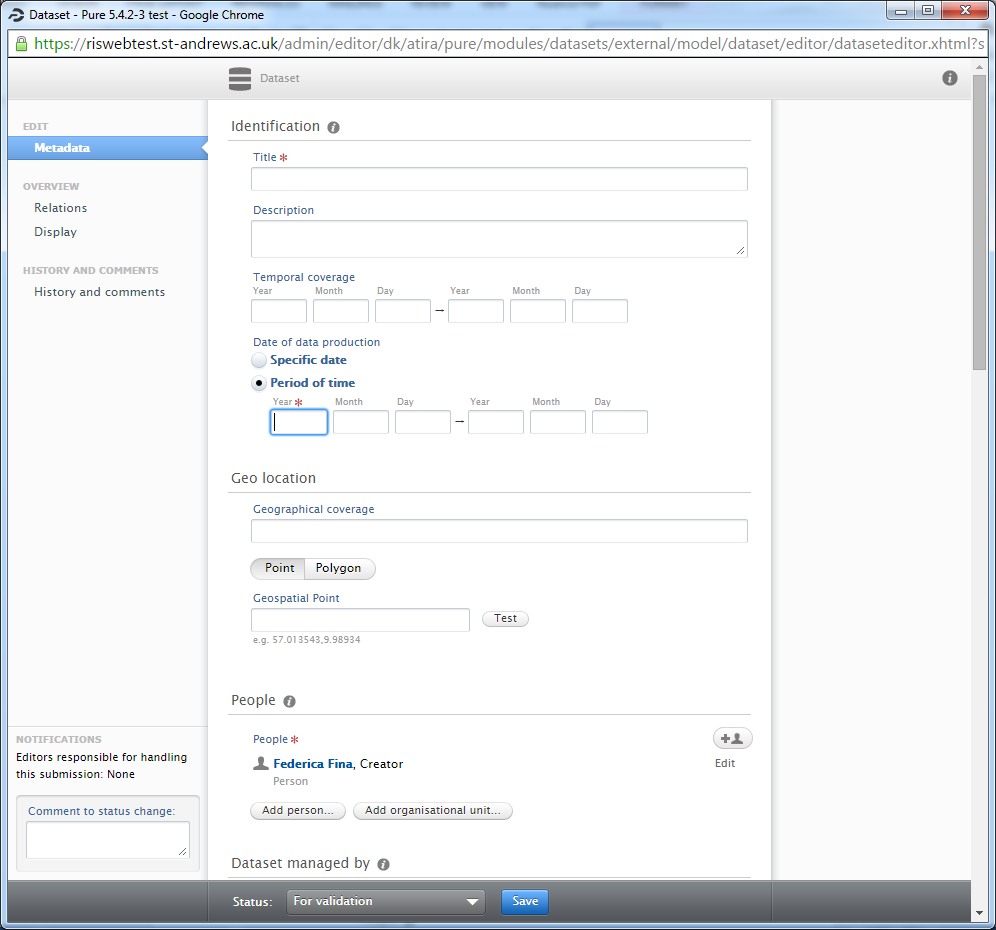 Dataset - Pure 5.4.2-3 test - Google Chrome
https://riswebtest.st-andrews.ac.uk/admin/editor/dk/atira/pure/modules/datasets/external/model/dataset/editor/dataseteditor.xhtml?s
Dataset
EDIT
Metadata
OVERVIEW
Relations
Display
HISTORY AND COMMENTS
History and comments
Identification
Title *
Description
Temporal coverage
Year Month Day → Year Month Day
Date of data production
Specific date
Period of time
Year * Month Day → Year Month Day
Geo location
Geographical coverage
Point Polygon
Geospatial Point
Test
e.g. 57.013543,9.98934
People
People *
Federica Fina, Creator
Person
Edit
Add person... Add organisational unit...
Dataset managed by
NOTIFICATIONS
Editors responsible for handling
this submission: None
Comment to status change:
Status: For validation Save